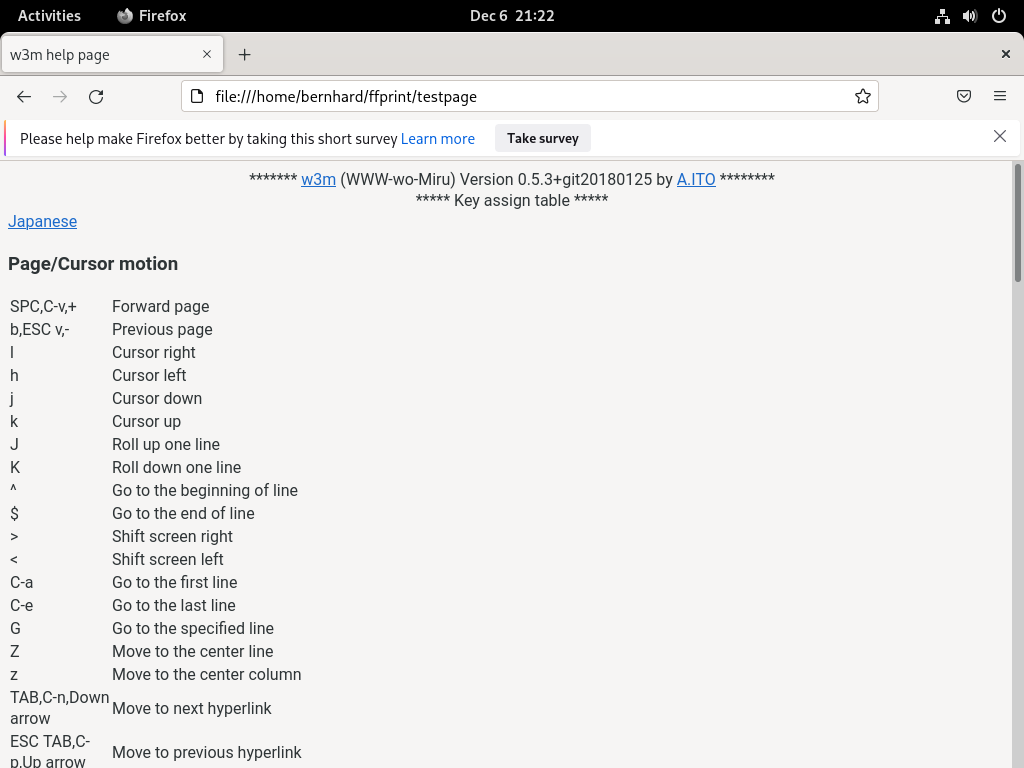 Activities Firefox Dec 6 21:22
w3m help page
file:///home/bernhard/ffprint/testpage
Please help make Firefox better by taking this short survey Learn more Take survey
******* w3m (WWW-wo-Miru) Version 0.5.3+git20180125 by A.ITO ********
***** Key assign table *****
Japanese
Page/Cursor motion
SPC,C-v,+ Forward page
b,ESC v,- Previous page
l Cursor right
h Cursor left
j Cursor down
k Cursor up
J Roll up one line
K Roll down one line
^ Go to the beginning of line
$ Go to the end of line
> Shift screen right
< Shift screen left
C-a Go to the first line
C-e Go to the last line
G Go to the specified line
Z Move to the center line
z Move to the center column
TAB,C-n,Down
arrow Move to next hyperlink
ESC TAB,C-
p,Up arrow Move to previous hyperlink